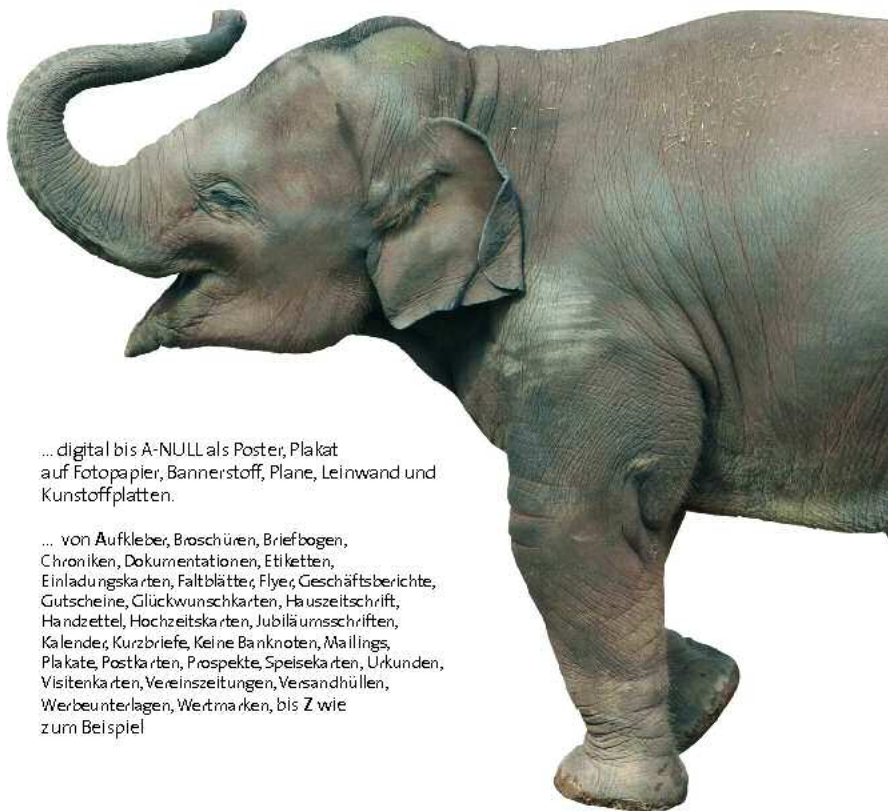 ... digital bis A-NULL als Poster, Plakat
auf Fotopapier, Bannerstoff, Plane, Leinwand und
Kunstoffplatten.
... von Aufkleber, Broschüren, Briefbogen,
Chroniken, Dokumentationen, Etiketten,
Einladungskarten, Faltblätter, Flyer, Geschäftsberichte,
Gutscheine, Glückwunschkarten, Hauszeitschrift,
Handzettel, Hochzeitskarten, Jubiläumsschriften,
Kalender, Kurzbriefe, Keine Banknoten, Mailings,
Plakate, Postkarten, Prospekte, Speisekarten, Urkunden,
Visitenkarten, Vereinszeitungen, Versandhüllen,
Werbeunterlagen, Wertmarken, bis Z wie
zum Beispiel